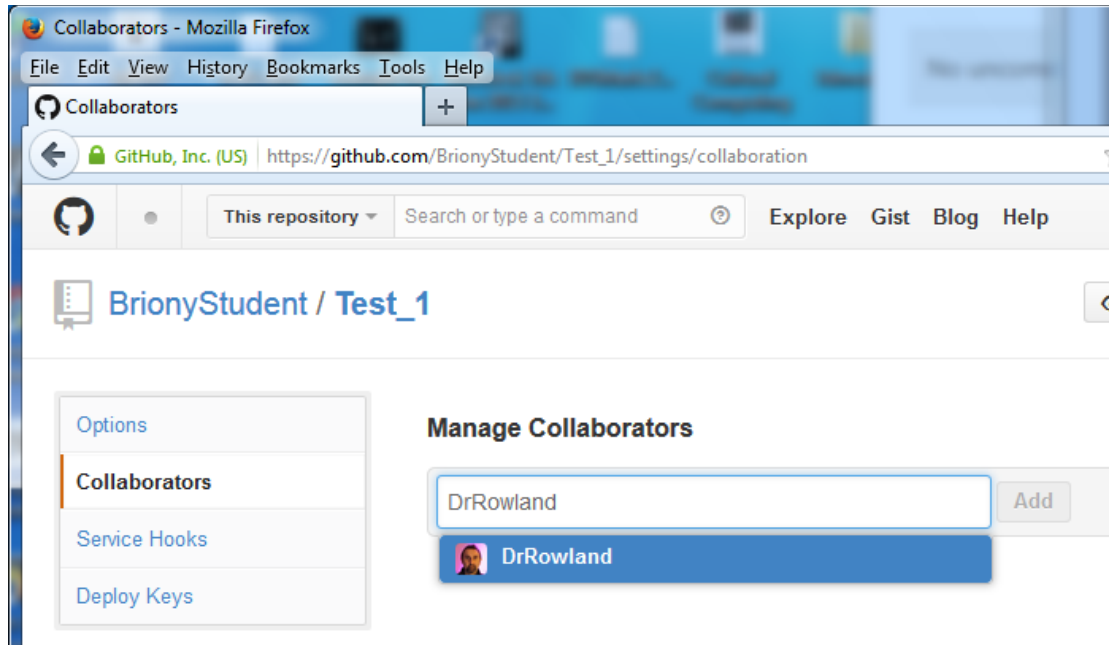 Collaborators - Mozilla Firefox
File Edit View History Bookmarks Tools Help
Collaborators +
GitHub, Inc. (US) https://github.com/BrionyStudent/Test_1/settings/collaboration
This repository Search or type a command ? Explore Gist Blog Help
BrionyStudent / Test_1
Options
Collaborators
Service Hooks
Deploy Keys
Manage Collaborators
DrRowland Add
DrRowland